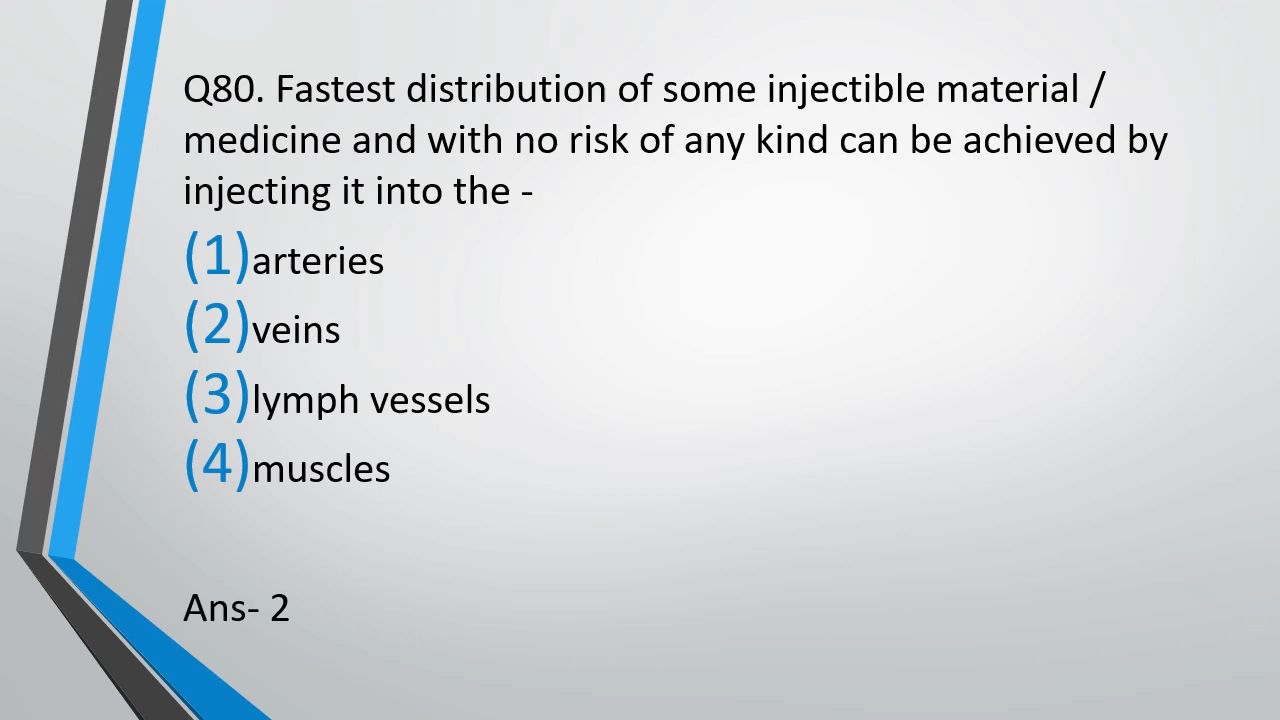 Q80. Fastest distribution of some injectible material /
medicine and with no risk of any kind can be achieved by
injecting it into the -
(1)arteries
(2)veins
(3)lymph vessels
(4)muscles
Ans- 2